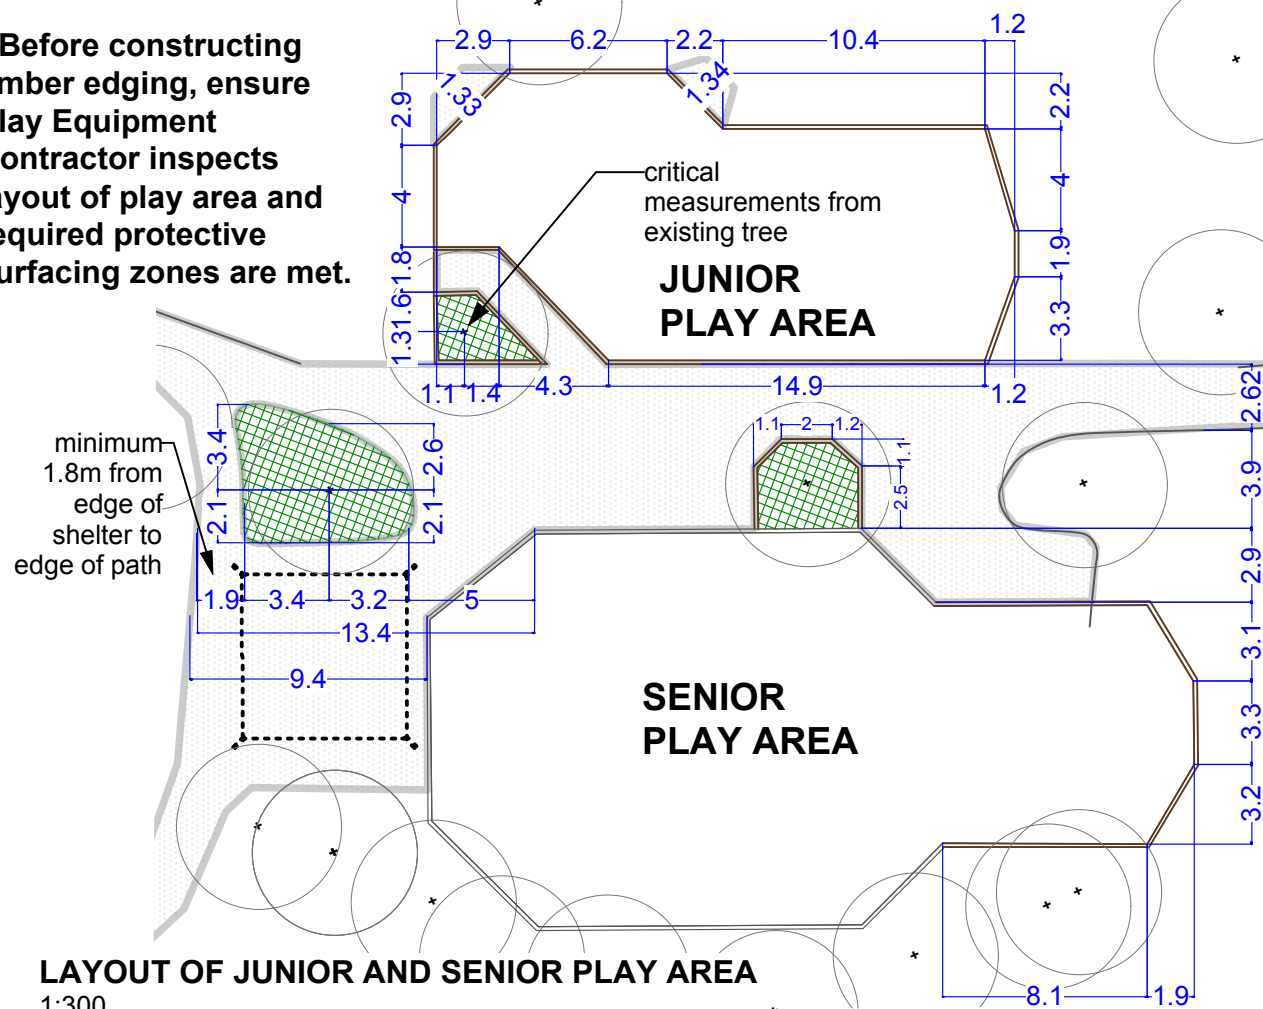 Before constructing
mber edging, ensure
lay Equipment
ontractor inspects
ayout of play area and
equired protective
urfacing zones are met.
2.9 6.2 2.2 10.4 1.2
1.33
1.34
2.9
4
1.8
1.6
1.3
2.2
4
1.9
3.3
critical
measurements from
existing tree
JUNIOR
PLAY AREA
1.1 1.4 4.3 14.9 1.2
minimum
1.8m from
edge of
shelter to
edge of path
3.4
2.1
2.6
2.1
1.1 2 1.2
1.1
2.5
2.62
3.9
2.9
3.1
3.3
3.2
1.9 3.4 3.2 5
13.4
9.4
SENIOR
PLAY AREA
8.1 1.9
LAYOUT OF JUNIOR AND SENIOR PLAY AREA
1:300